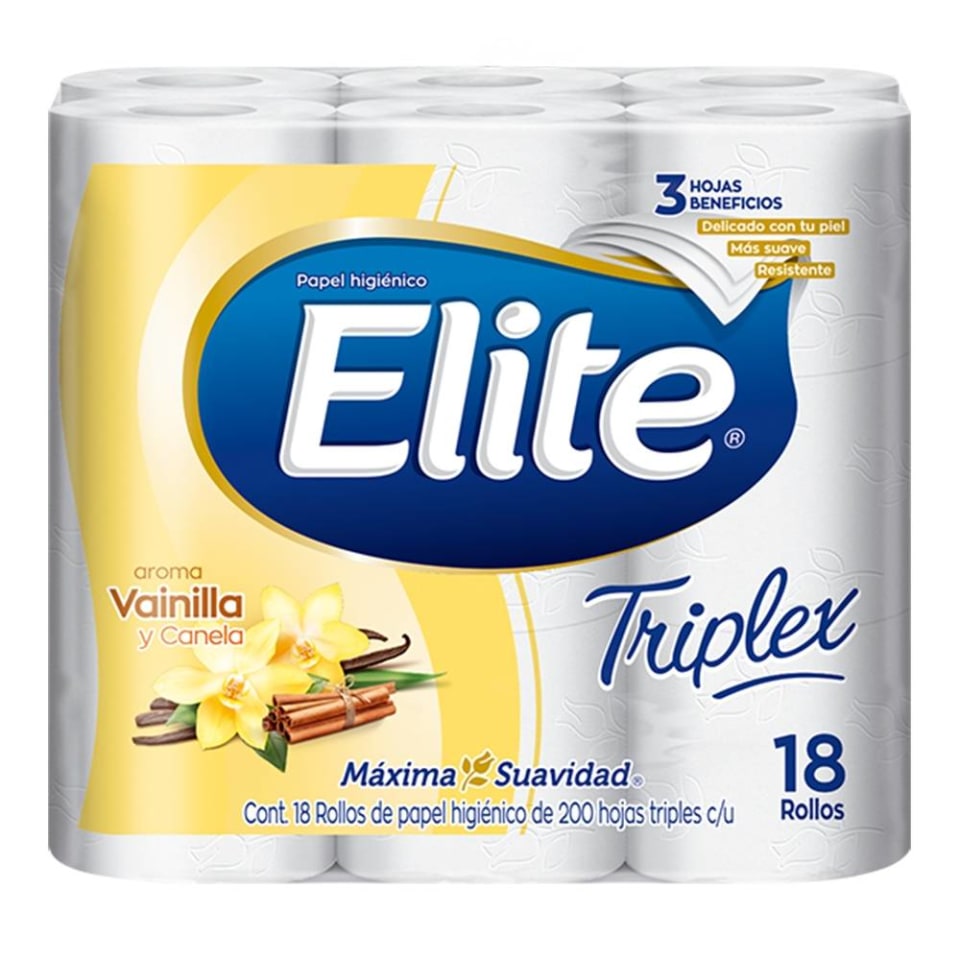 3 HOJAS
BENEFICIOS
Delicado con tu piel
Más suave
Resistente
Papel higiénico
Elite®
aroma
Vainilla
y Canela
Triplex
Máxima Suavidad®
18
Rollos
Cont. 18 Rollos de papel higiénico de 200 hojas triples c/u